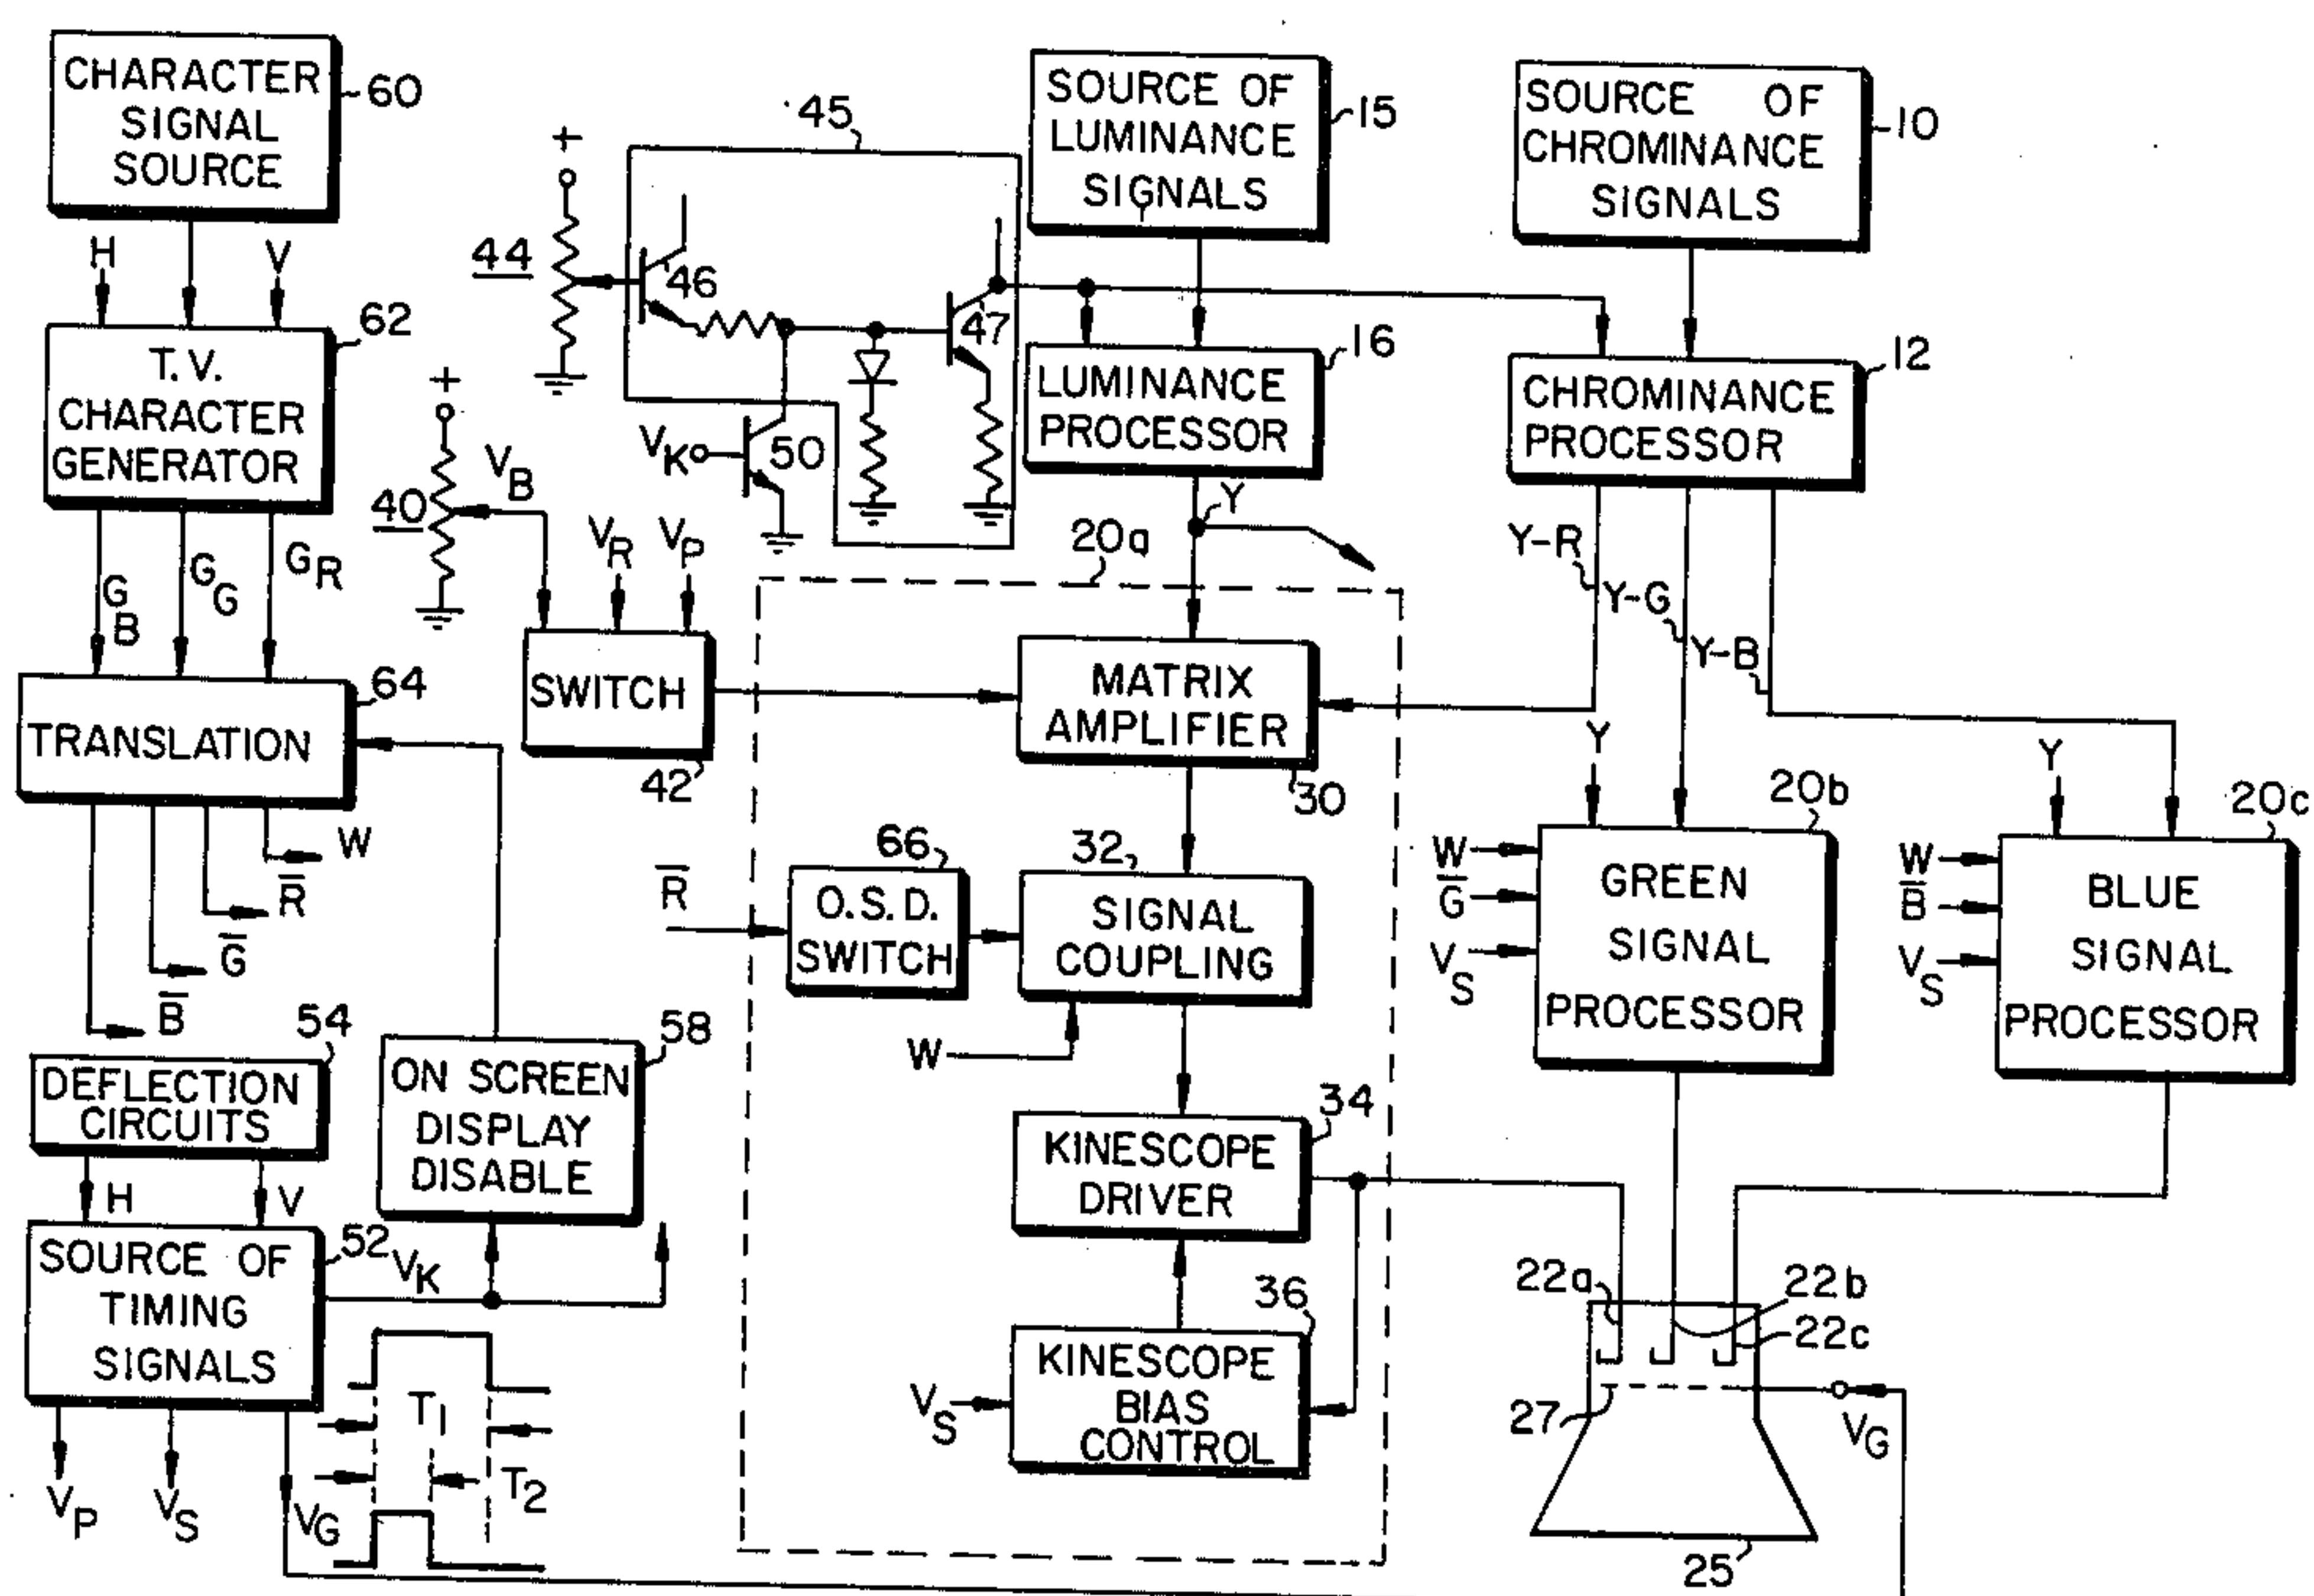 CHARACTER
SIGNAL
SOURCE
60
H
V
T.V.
CHARACTER
GENERATOR
62
G B
G G
G R
TRANSLATION
64
W
R̅
G̅
B̅
DEFLECTION
CIRCUITS
54
H
V
SOURCE OF
TIMING
SIGNALS
52
VK
VP
VS
VG
T1
T2
ON SCREEN
DISPLAY
DISABLE
58
+
44
45
46
47
50
VK
+
40
VB
VR
VP
SWITCH
42
SOURCE OF
LUMINANCE
SIGNALS
15
LUMINANCE
PROCESSOR
16
Y
20a
MATRIX
AMPLIFIER
30
R̅
O.S.D.
SWITCH
66
SIGNAL
COUPLING
32
W
KINESCOPE
DRIVER
34
VS
KINESCOPE
BIAS
CONTROL
36
SOURCE OF
CHROMINANCE
SIGNALS
10
CHROMINANCE
PROCESSOR
12
Y-R
Y-G
Y-B
Y
W
G̅
VS
GREEN
SIGNAL
PROCESSOR
20b
Y
W
B̅
VS
BLUE
SIGNAL
PROCESSOR
20c
22a
22b
22c
27
VG
25